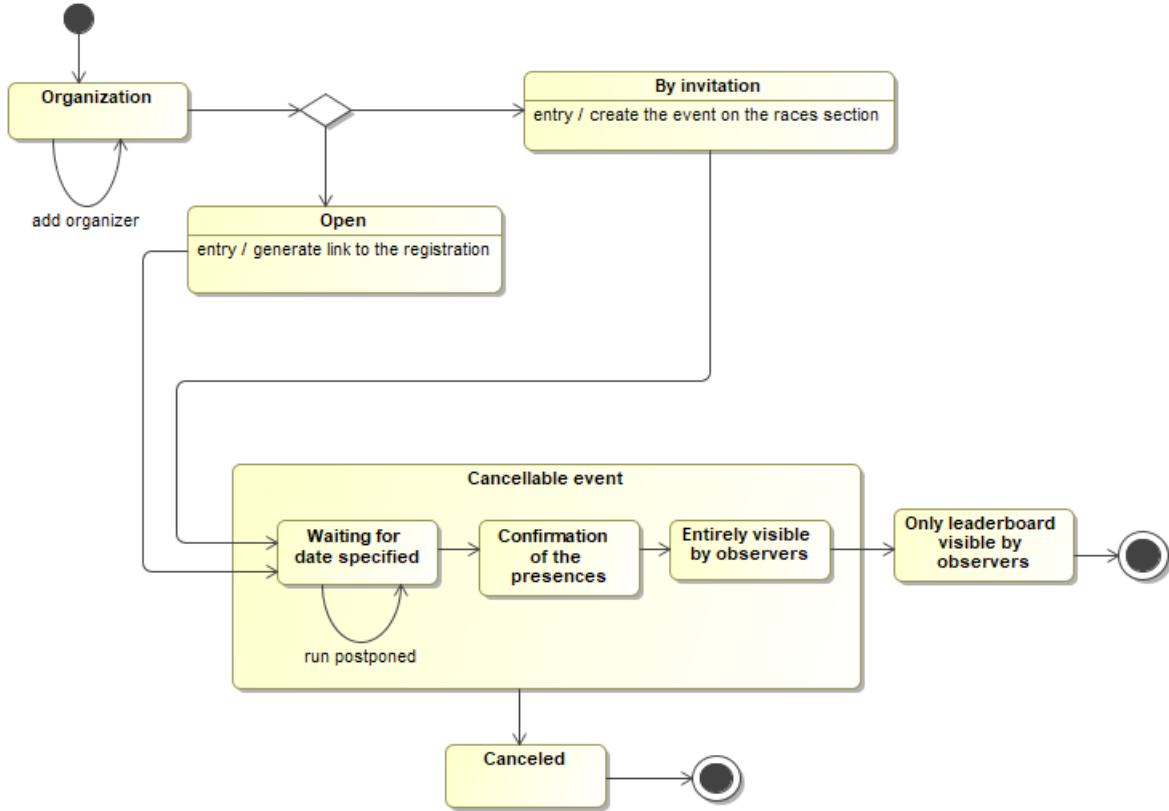 Organization
By invitation
entry / create the event on the races section
add organizer
Open
entry / generate link to the registration
Cancellable event
Waiting for
date specified
Confirmation
of the
presences
Entirely visible
by observers
Only leaderboard
visible by
observers
run postponed
Canceled